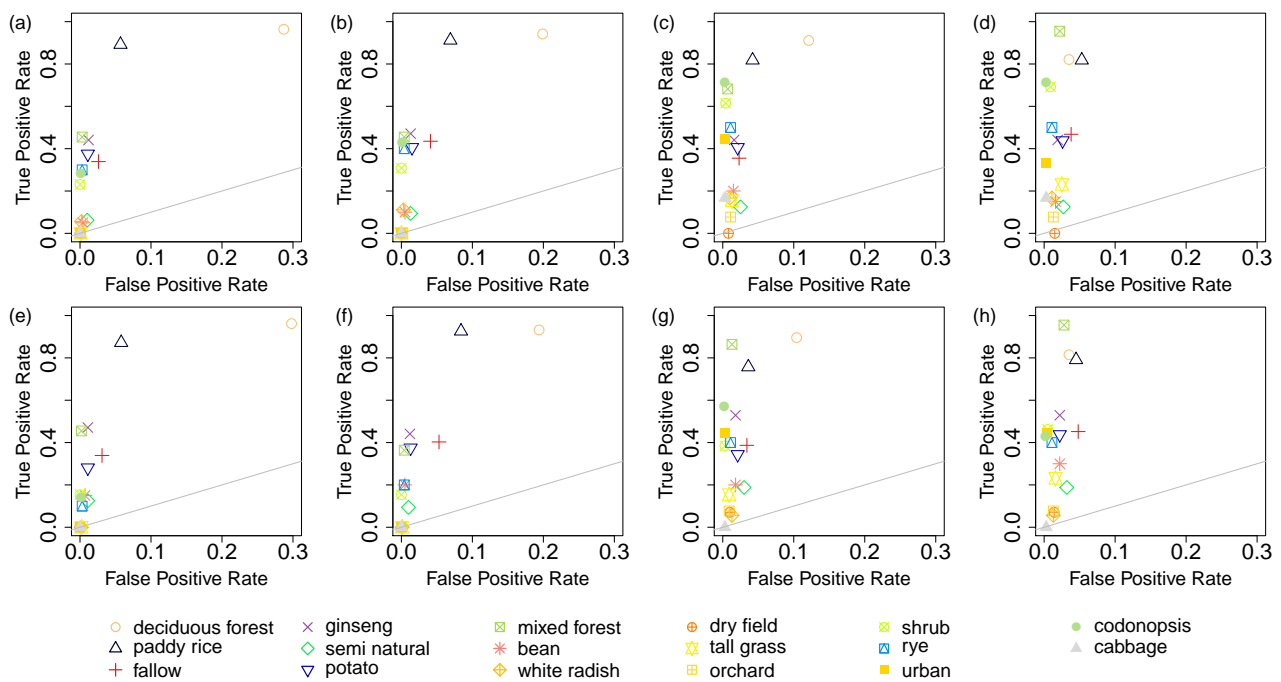 (a) (b) (c) (d)
True Positive Rate True Positive Rate True Positive Rate True Positive Rate
0.8 0.8 0.8 0.8
0.4 0.4 0.4 0.4
0.0 0.0 0.0 0.0
0.0 0.1 0.2 0.3 0.0 0.1 0.2 0.3 0.0 0.1 0.2 0.3 0.0 0.1 0.2 0.3
False Positive Rate False Positive Rate False Positive Rate False Positive Rate
(e) (f) (g) (h)
True Positive Rate True Positive Rate True Positive Rate True Positive Rate
0.8 0.8 0.8 0.8
0.4 0.4 0.4 0.4
0.0 0.0 0.0 0.0
0.0 0.1 0.2 0.3 0.0 0.1 0.2 0.3 0.0 0.1 0.2 0.3 0.0 0.1 0.2 0.3
False Positive Rate False Positive Rate False Positive Rate False Positive Rate
deciduous forest ginseng mixed forest dry field shrub codonopsis
paddy rice semi natural bean tall grass rye cabbage
fallow potato white radish orchard urban